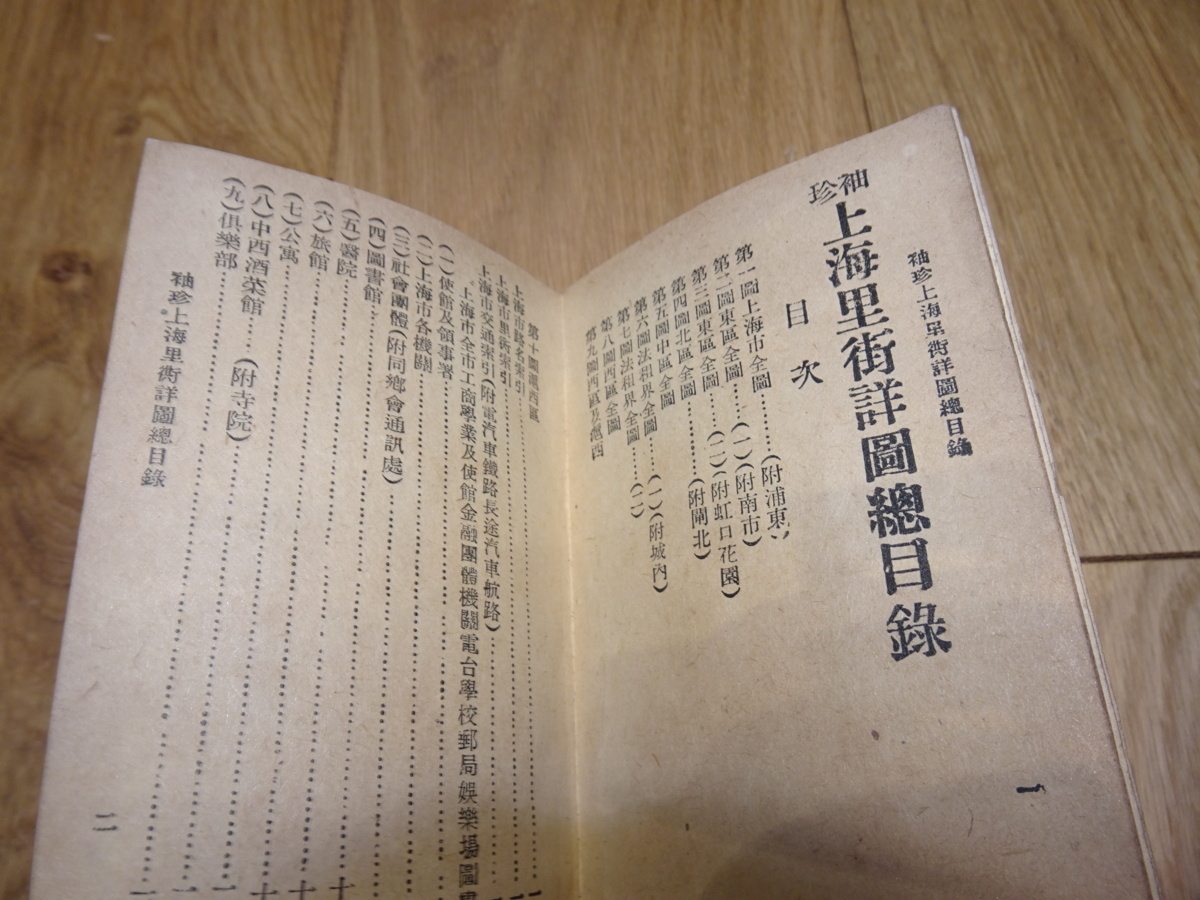 袖珍上海里衖詳圖總目錄
一
袖珍上海里街詳圖總目錄
目次
第一圖上海市全圖………(附浦東)
第二圖東區全圖……(一)(附南市)
第三圖東區全圖……(二)(附虹口花園)
第四圖北區全圖………(附閘北)
第五圖中區全圖
第六圖法租界全圖……(一)(附城內)
第七圖法租界全圖……(二)
第八圖西區全圖
第九圖西區及滬西
第十圖滬西區
上海市路名索引
上海市里衖索引
上海市交通索引(附電汽車鐵路長途汽車航路)
上海市全市工商學業及使館金融團體機關電台學校郵局娛樂場圖
(一)使館及領事署
(二)上海市各機關
(三)社會團體(附同鄉會通訊處)
(四)圖書館
(五)醫院
(六)旅館
(七)公寓
(八)中西酒菜館……(附寺院)
(九)俱樂部
袖珍上海里衖詳圖總目錄
二